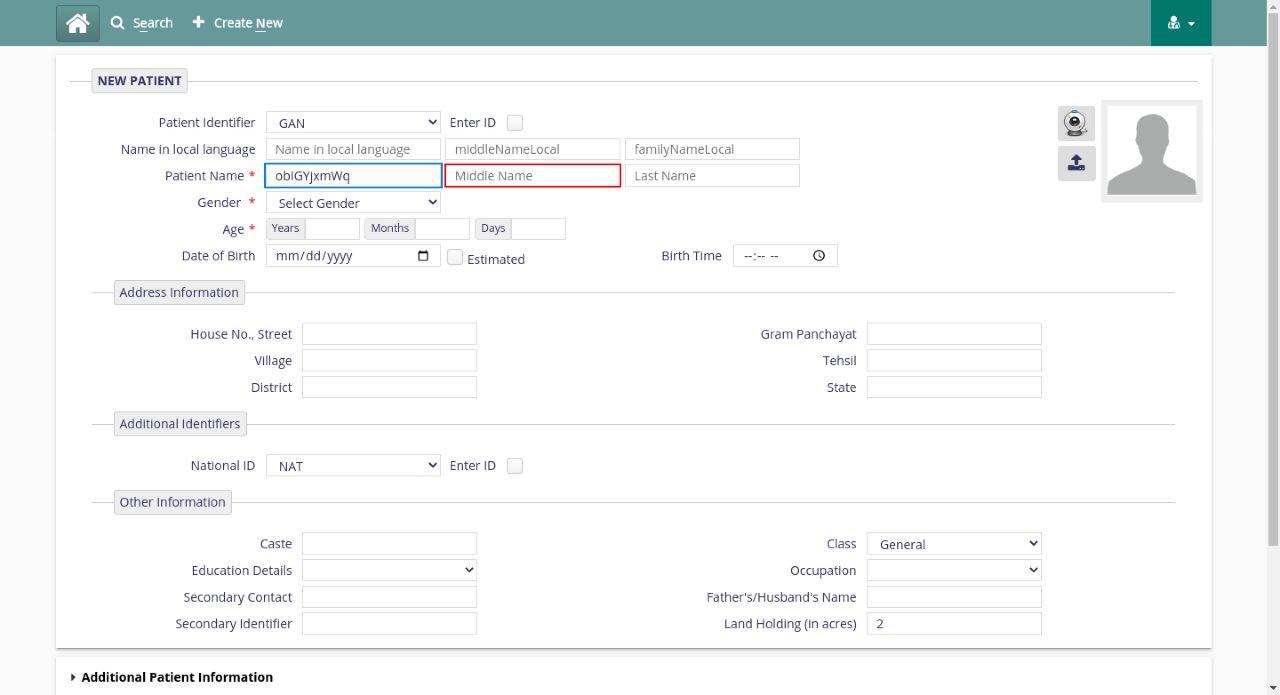 Search Create New
NEW PATIENT
Patient Identifier GAN Enter ID
Name in local language Name in local language middleNameLocal familyNameLocal
Patient Name * obiGYjxmWq Middle Name Last Name
Gender * Select Gender
Age * Years Months Days
Date of Birth mm/dd/yyyy Estimated Birth Time --:-- --
Address Information
House No., Street Gram Panchayat
Village Tehsil
District State
Additional Identifiers
National ID NAT Enter ID
Other Information
Caste Class General
Education Details Occupation
Secondary Contact Father's/Husband's Name
Secondary Identifier Land Holding (in acres) 2
Additional Patient Information